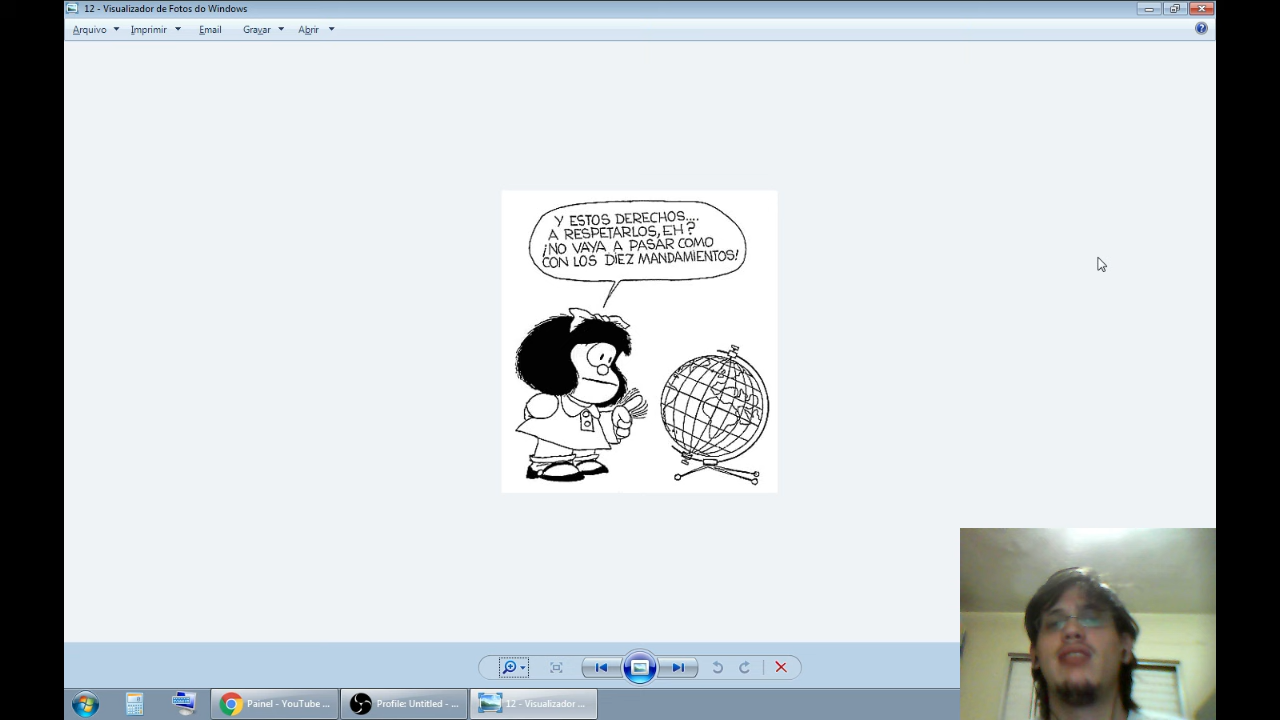 12 - Visualizador de Fotos do Windows
Arquivo Imprimir Email Gravar Abrir
Y ESTOS DERECHOS....
A RESPETARLOS, EH?
¡NO VAYA A PASAR COMO
CON LOS DIEZ MANDAMIENTOS!
Painel - YouTube ... Profile: Untitled - ... 12 - Visualizador ...